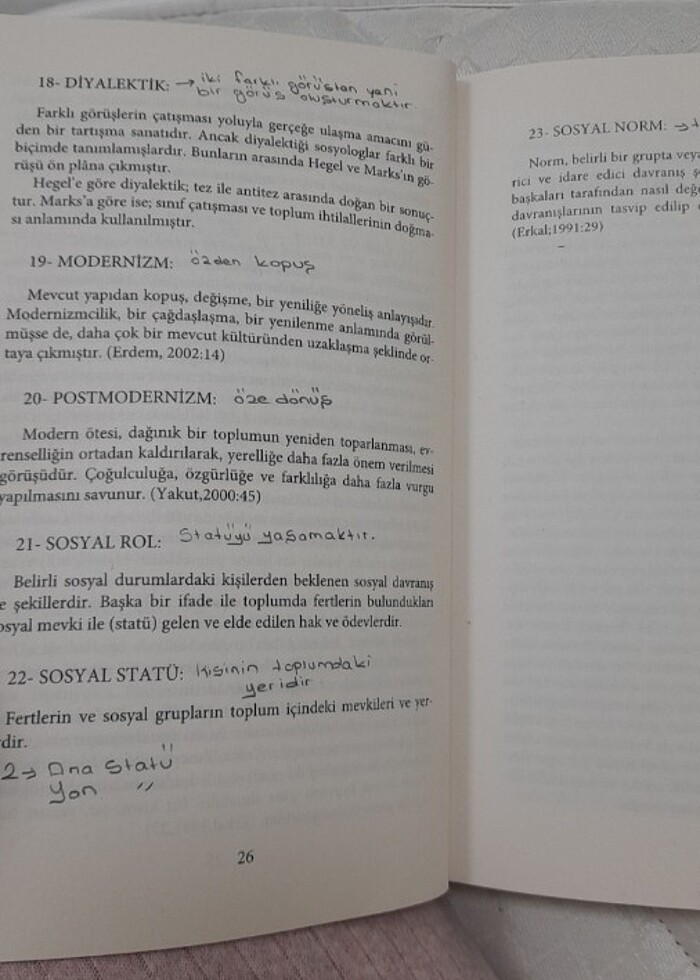 18- DİYALEKTİK: → iki farklı görüştan yani
bir görüş oluşturmaktır.
Farklı görüşlerin çatışması yoluyla gerçeğe ulaşma amacını gü-
den bir tartışma sanatıdır. Ancak diyalektiği sosyologlar farklı bir
biçimde tanımlamışlardır. Bunların arasında Hegel ve Marks'ın gö-
rüşü ön plâna çıkmıştır.
Hegel'e göre diyalektik; tez ile antitez arasında doğan bir sonuç-
tur. Marks'a göre ise; sınıf çatışması ve toplum ihtilallerinin doğma-
sı anlamında kullanılmıştır.
19- MODERNİZM: özden kopuş
Mevcut yapıdan kopuş, değişme, bir yeniliğe yöneliş anlayışıdır.
Modernizmcilik, bir çağdaşlaşma, bir yenilenme anlamında görül-
müşse de, daha çok bir mevcut kültüründen uzaklaşma şeklinde or-
taya çıkmıştır. (Erdem, 2002:14)
20- POSTMODERNİZM: öze dönüş
Modern ötesi, dağınık bir toplumun yeniden toparlanması, ev-
renselliğin ortadan kaldırılarak, yerelliğe daha fazla önem verilmesi
görüşüdür. Çoğulculuğa, özgürlüğe ve farklılığa daha fazla vurgu
yapılmasını savunur. (Yakut,2000:45)
21- SOSYAL ROL: Statüyü yaşamaktır.
Belirli sosyal durumlardaki kişilerden beklenen sosyal davranış
e şekillerdir. Başka bir ifade ile toplumda fertlerin bulundukları
osyal mevki ile (statü) gelen ve elde edilen hak ve ödevlerdir.
22- SOSYAL STATÜ: Kişinin toplumdaki
yeridir.
Fertlerin ve sosyal grupların toplum içindeki mevkileri ve yer-
dir.
2→ Ana Statü
Yan "
26
23- SOSYAL NORM: →
Norm, belirli bir grupta veya
rici ve idare edici davranış
başkaları tarafından nasıl
davranışlarının tasvip edilip
(Erkal;1991:29)